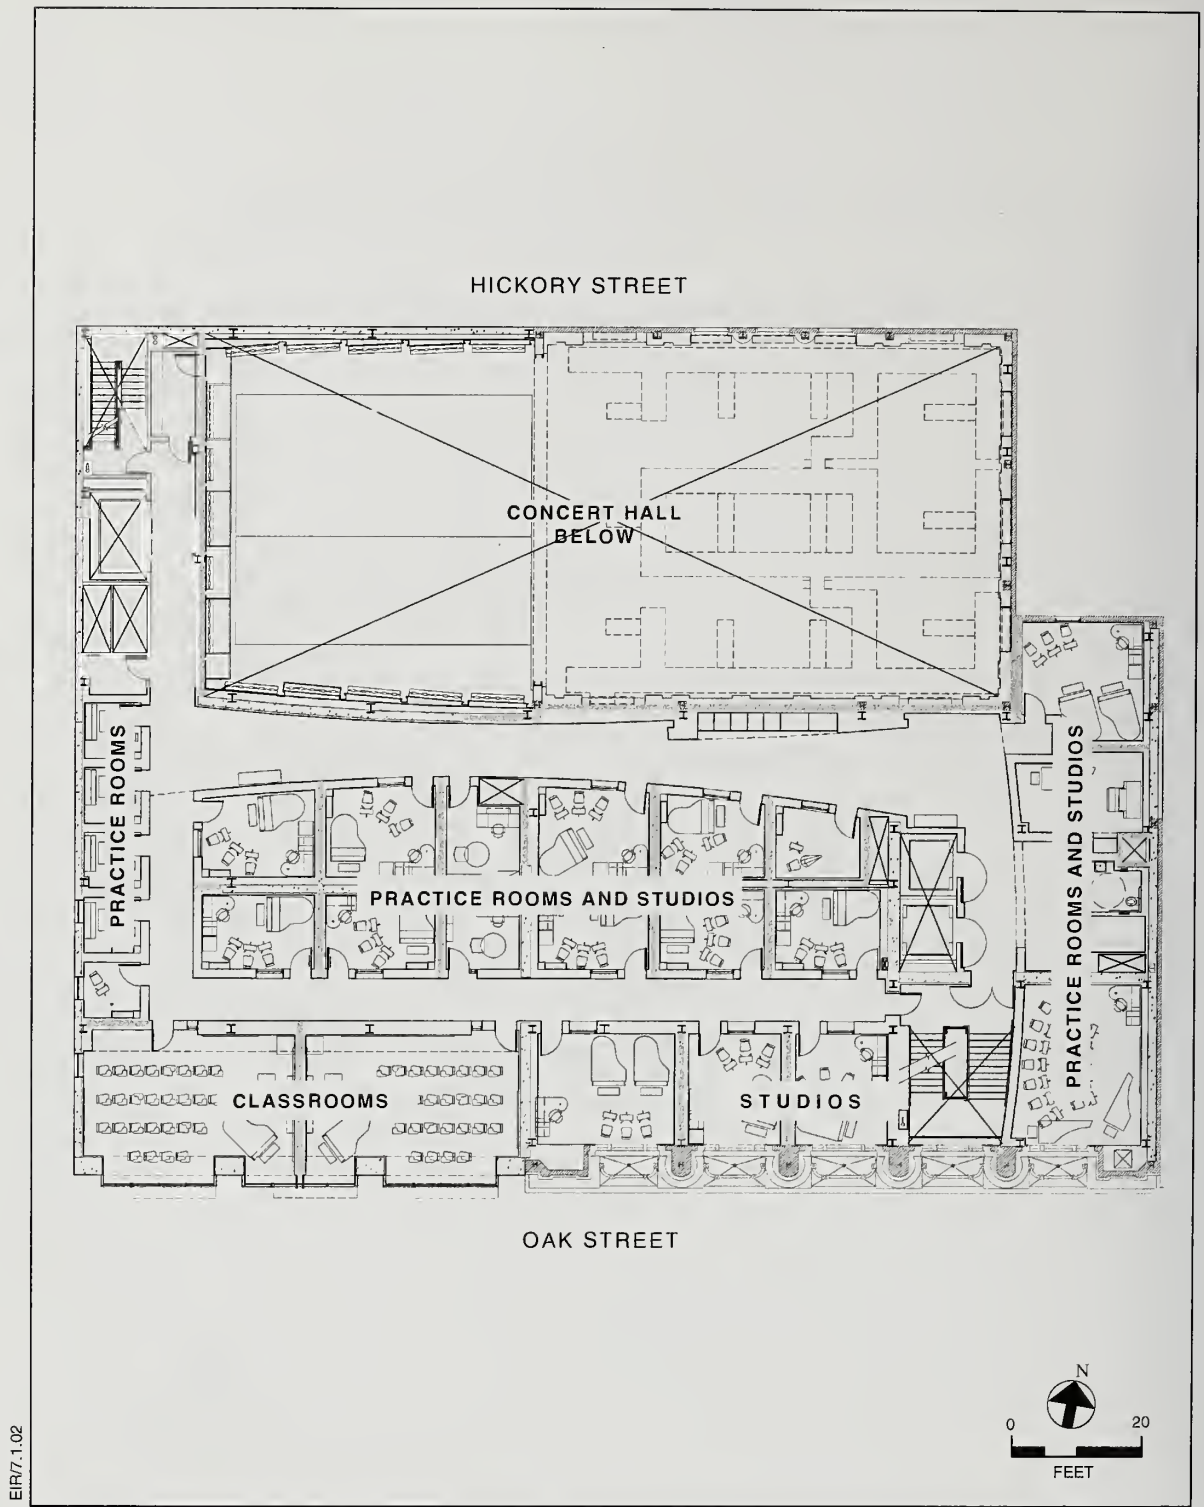 HICKORY STREET
CONCERT HALL
BELOW
PRACTICE ROOMS
PRACTICE ROOMS AND STUDIOS
PRACTICE ROOMS AND STUDIOS
CLASSROOMS
STUDIOS
OAK STREET
N
0 20
FEET
EIR/7.1.02